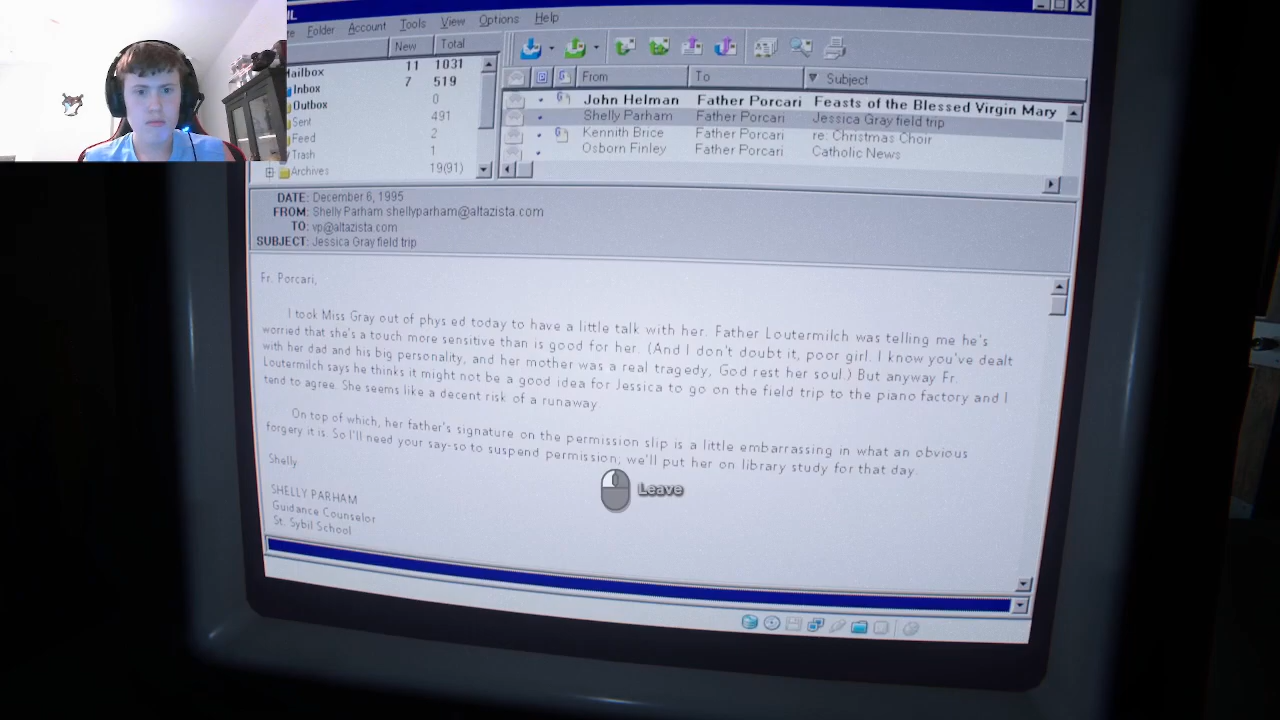 Folder Account Tools View Options Help
New Total
Mailbox 11 1031
Inbox 7 519
Outbox 0
Sent 491
Feed 2
Trash 1
Archives 19(91)
From To Subject
John Helman Father Porcari Feasts of the Blessed Virgin Mary
Shelly Parham Father Porcari Jessica Gray field trip
Kennith Brice Father Porcari re: Christmas Choir
Osborn Finley Father Porcari Catholic News
DATE: December 6, 1995
FROM: Shelly Parham shellyparham@altazista.com
TO: vp@altazista.com
SUBJECT: Jessica Gray field trip
Fr. Porcari,
I took Miss Gray out of phys ed today to have a little talk with her. Father Loutermilch was telling me he's
worried that she's a touch more sensitive than is good for her. (And I don't doubt it, poor girl. I know you've dealt
with her dad and his big personality, and her mother was a real tragedy, God rest her soul.) But anyway Fr.
Loutermilch says he thinks it might not be a good idea for Jessica to go on the field trip to the piano factory and I
tend to agree. She seems like a decent risk of a runaway.
On top of which, her father's signature on the permission slip is a little embarrassing in what an obvious
forgery it is. So I'll need your say-so to suspend permission; we'll put her on library study for that day.
Shelly
SHELLY PARHAM
Guidance Counselor
St. Sybil School
Leave